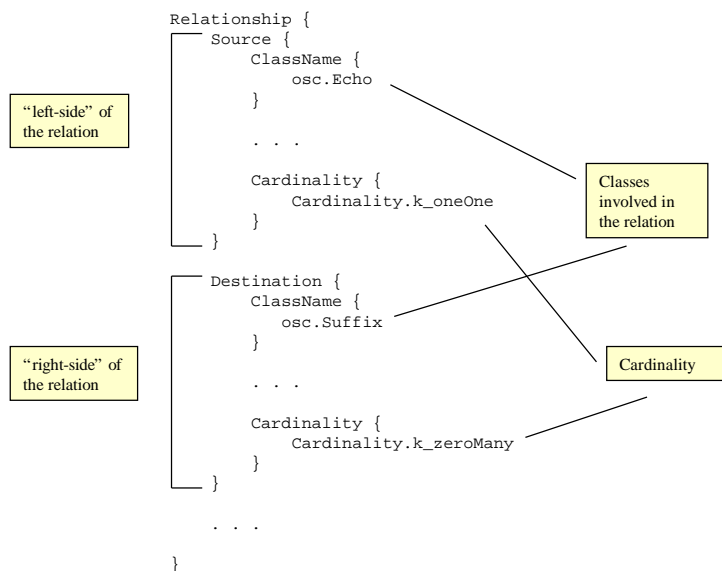 Relationship {
Source {
ClassName {
osc.Echo
}
. . .
Cardinality {
Cardinality.k_oneOne
}
}
Destination {
ClassName {
osc.Suffix
}
. . .
Cardinality {
Cardinality.k_zeroMany
}
}
. . .
}
“left-side” of
the relation
“right-side” of
the relation
Classes
involved in
the relation
Cardinality